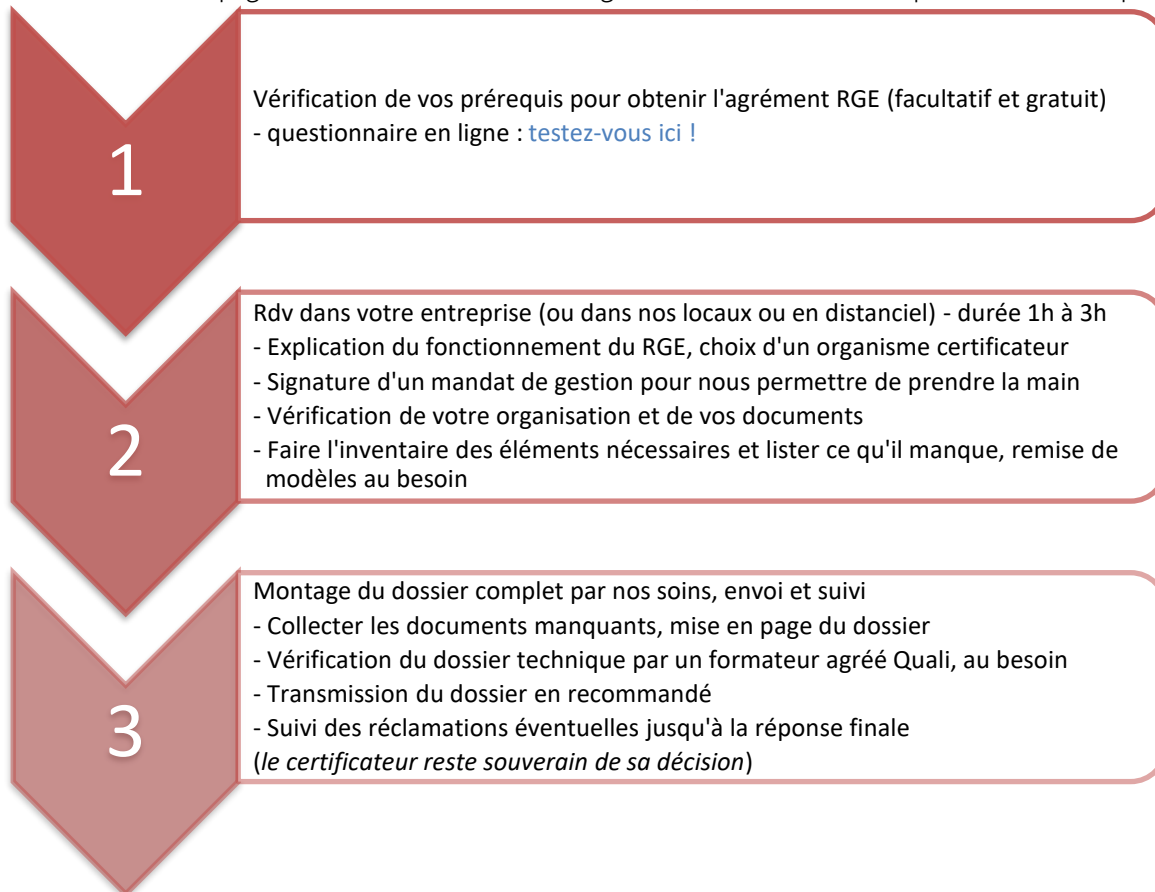 1
Vérification de vos prérequis pour obtenir l'agrément RGE (facultatif et gratuit)
- questionnaire en ligne : testez-vous ici !
2
Rdv dans votre entreprise (ou dans nos locaux ou en distanciel) - durée 1h à 3h
- Explication du fonctionnement du RGE, choix d'un organisme certificateur
- Signature d'un mandat de gestion pour nous permettre de prendre la main
- Vérification de votre organisation et de vos documents
- Faire l'inventaire des éléments nécessaires et lister ce qu'il manque, remise de
modèles au besoin
3
Montage du dossier complet par nos soins, envoi et suivi
- Collecter les documents manquants, mise en page du dossier
- Vérification du dossier technique par un formateur agréé Quali, au besoin
- Transmission du dossier en recommandé
- Suivi des réclamations éventuelles jusqu'à la réponse finale
(le certificateur reste souverain de sa décision)